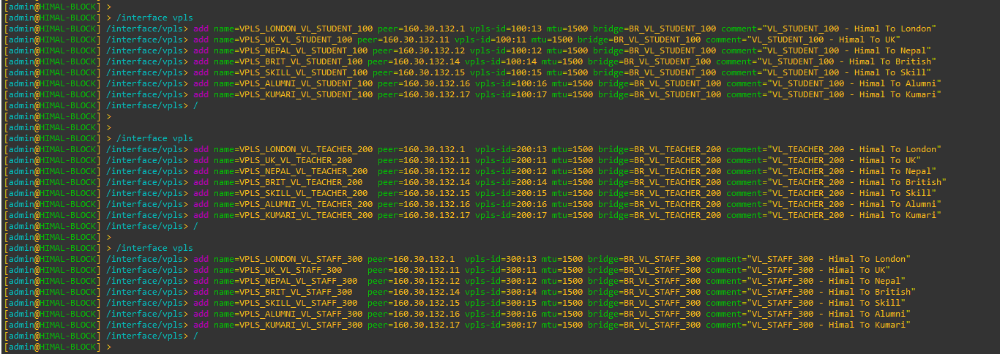 [admin@HIMAL-BLOCK] >
[admin@HIMAL-BLOCK] > /interface vpls
[admin@HIMAL-BLOCK] /interface/vpls> add name=VPLS_LONDON_VL_STUDENT_100 peer=160.30.132.1 vpls-id=100:13 mtu=1500 bridge=BR_VL_STUDENT_100 comment="VL_STUDENT_100 - Himal To London"
[admin@HIMAL-BLOCK] /interface/vpls> add name=VPLS_UK_VL_STUDENT_100 peer=160.30.132.11 vpls-id=100:11 mtu=1500 bridge=BR_VL_STUDENT_100 comment="VL_STUDENT_100 - Himal To UK"
[admin@HIMAL-BLOCK] /interface/vpls> add name=VPLS_NEPAL_VL_STUDENT_100 peer=160.30.132.12 vpls-id=100:12 mtu=1500 bridge=BR_VL_STUDENT_100 comment="VL_STUDENT_100 - Himal To Nepal"
[admin@HIMAL-BLOCK] /interface/vpls> add name=VPLS_BRIT_VL_STUDENT_100 peer=160.30.132.14 vpls-id=100:14 mtu=1500 bridge=BR_VL_STUDENT_100 comment="VL_STUDENT_100 - Himal To British
[admin@HIMAL-BLOCK] /interface/vpls> add name=VPLS_SKILL_VL_STUDENT_100 peer=160.30.132.15 vpls-id=100:15 mtu=1500 bridge=BR_VL_STUDENT_100 comment="VL_STUDENT_100 - Himal To Skill"
[admin@HIMAL-BLOCK] /interface/vpls> add name=VPLS_ALUMNI_VL_STUDENT_100 peer=160.30.132.16 vpls-id=100:16 mtu=1500 bridge=BR_VL_STUDENT_100 comment="VL_STUDENT_100 - Himal To Alumni"
[admin@HIMAL-BLOCK] /interface/vpls> add name=VPLS_KUMARI_VL_STUDENT_100 peer=160.30.132.17 vpls-id=100:17 mtu=1500 bridge=BR_VL_STUDENT_100 comment="VL_STUDENT_100 - Himal To Kumari"
[admin@HIMAL-BLOCK] /interface/vpls> /
[admin@HIMAL-BLOCK] >
[admin@HIMAL-BLOCK] >
[admin@HIMAL-BLOCK] > /interface vpls
[admin@HIMAL-BLOCK] /interface/vpls> add name=VPLS_LONDON_VL_TEACHER_200 peer=160.30.132.1  vpls-id=200:13 mtu=1500 bridge=BR_VL_TEACHER_200 comment="VL_TEACHER_200 - Himal To London"
[admin@HIMAL-BLOCK] /interface/vpls> add name=VPLS_UK_VL_TEACHER_200     peer=160.30.132.11 vpls-id=200:11 mtu=1500 bridge=BR_VL_TEACHER_200 comment="VL_TEACHER_200 - Himal To UK"
[admin@HIMAL-BLOCK] /interface/vpls> add name=VPLS_NEPAL_VL_TEACHER_200  peer=160.30.132.12 vpls-id=200:12 mtu=1500 bridge=BR_VL_TEACHER_200 comment="VL_TEACHER_200 - Himal To Nepal"
[admin@HIMAL-BLOCK] /interface/vpls> add name=VPLS_BRIT_VL_TEACHER_200   peer=160.30.132.14 vpls-id=200:14 mtu=1500 bridge=BR_VL_TEACHER_200 comment="VL_TEACHER_200 - Himal To British"
[admin@HIMAL-BLOCK] /interface/vpls> add name=VPLS_SKILL_VL_TEACHER_200  peer=160.30.132.15 vpls-id=200:15 mtu=1500 bridge=BR_VL_TEACHER_200 comment="VL_TEACHER_200 - Himal To Skill"
[admin@HIMAL-BLOCK] /interface/vpls> add name=VPLS_ALUMNI_VL_TEACHER_200 peer=160.30.132.16 vpls-id=200:16 mtu=1500 bridge=BR_VL_TEACHER_200 comment="VL_TEACHER_200 - Himal To Alumni"
[admin@HIMAL-BLOCK] /interface/vpls> add name=VPLS_KUMARI_VL_TEACHER_200 peer=160.30.132.17 vpls-id=200:17 mtu=1500 bridge=BR_VL_TEACHER_200 comment="VL_TEACHER_200 - Himal To Kumari"
[admin@HIMAL-BLOCK] /interface/vpls> /
[admin@HIMAL-BLOCK] >
[admin@HIMAL-BLOCK] > /interface vpls
[admin@HIMAL-BLOCK] /interface/vpls> add name=VPLS_LONDON_VL_STAFF_300 peer=160.30.132.1  vpls-id=300:13 mtu=1500 bridge=BR_VL_STAFF_300 comment="VL_STAFF_300 - Himal To London"
[admin@HIMAL-BLOCK] /interface/vpls> add name=VPLS_UK_VL_STAFF_300     peer=160.30.132.11 vpls-id=300:11 mtu=1500 bridge=BR_VL_STAFF_300 comment="VL_STAFF_300 - Himal To UK"
[admin@HIMAL-BLOCK] /interface/vpls> add name=VPLS_NEPAL_VL_STAFF_300  peer=160.30.132.12 vpls-id=300:12 mtu=1500 bridge=BR_VL_STAFF_300 comment="VL_STAFF_300 - Himal To Nepal"
[admin@HIMAL-BLOCK] /interface/vpls> add name=VPLS_BRIT_VL_STAFF_300   peer=160.30.132.14 vpls-id=300:14 mtu=1500 bridge=BR_VL_STAFF_300 comment="VL_STAFF_300 - Himal To British"
[admin@HIMAL-BLOCK] /interface/vpls> add name=VPLS_SKILL_VL_STAFF_300  peer=160.30.132.15 vpls-id=300:15 mtu=1500 bridge=BR_VL_STAFF_300 comment="VL_STAFF_300 - Himal To Skill"
[admin@HIMAL-BLOCK] /interface/vpls> add name=VPLS_ALUMNI_VL_STAFF_300 peer=160.30.132.16 vpls-id=300:16 mtu=1500 bridge=BR_VL_STAFF_300 comment="VL_STAFF_300 - Himal To Alumni"
[admin@HIMAL-BLOCK] /interface/vpls> add name=VPLS_KUMARI_VL_STAFF_300 peer=160.30.132.17 vpls-id=300:17 mtu=1500 bridge=BR_VL_STAFF_300 comment="VL_STAFF_300 - Himal To Kumari"
[admin@HIMAL-BLOCK] /interface/vpls> /
[admin@HIMAL-BLOCK] >